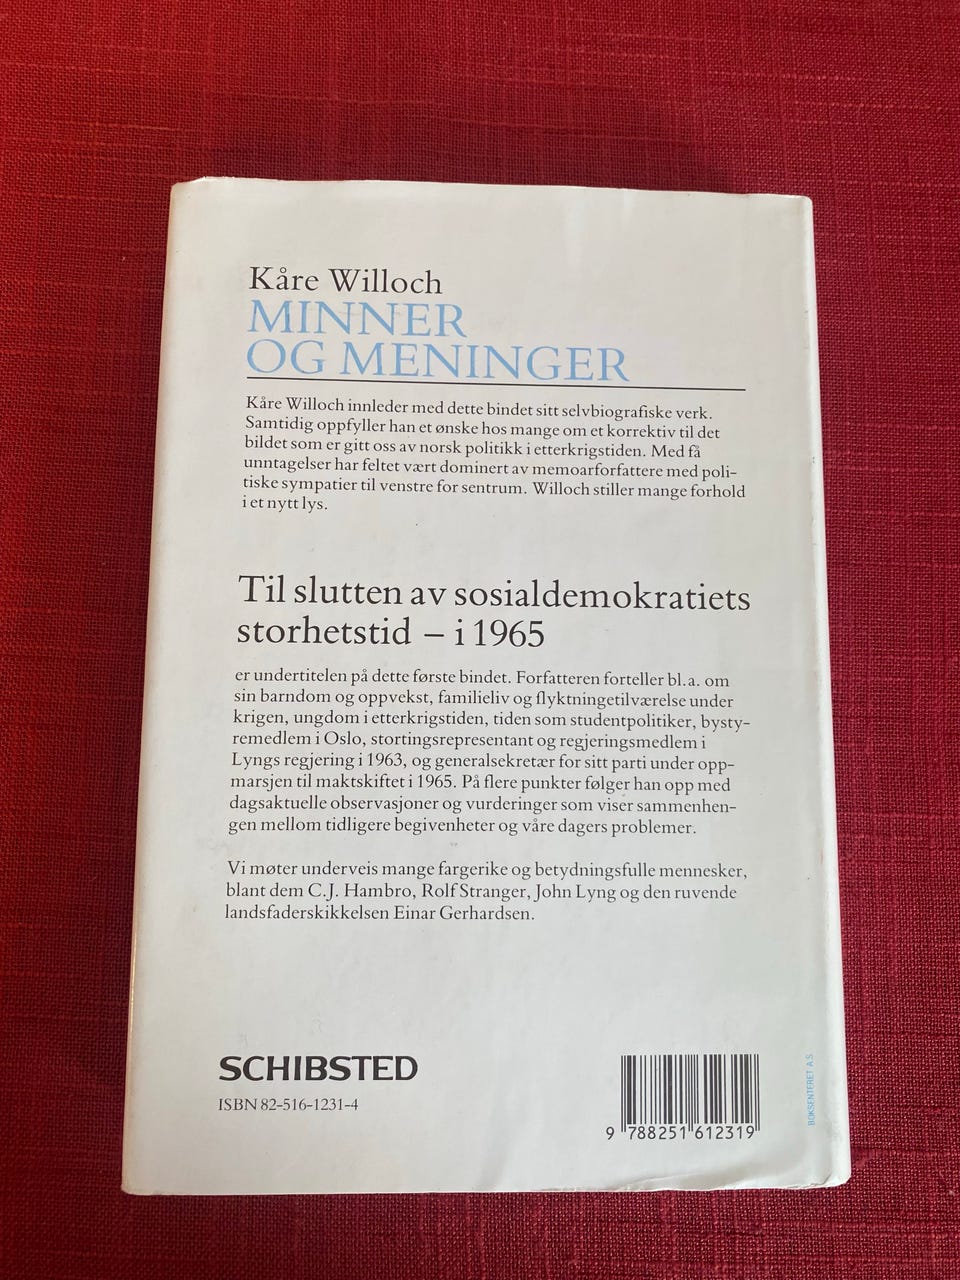 Kåre Willoch
MINNER
OG MENINGER
Kåre Willoch innleder med dette bindet sitt selvbiografiske verk.
Samtidig oppfyller han et ønske hos mange om et korrektiv til det
bildet som er gitt oss av norsk politikk i etterkrigstiden. Med få
unntagelser har feltet vært dominert av memoarforfattere med poli-
tiske sympatier til venstre for sentrum. Willoch stiller mange forhold
i et nytt lys.
Til slutten av sosialdemokratiets
storhetstid – i 1965
er undertitelen på dette første bindet. Forfatteren forteller bl.a. om
sin barndom og oppvekst, familieliv og flyktningetilværelse under
krigen, ungdom i etterkrigstiden, tiden som studentpolitiker, bysty-
remedlem i Oslo, stortingsrepresentant og regjeringsmedlem i
Lyngs regjering i 1963, og generalsekretær for sitt parti under opp-
marsjen til maktskiftet i 1965. På flere punkter følger han opp med
dagsaktuelle observasjoner og vurderinger som viser sammenhen-
gen mellom tidligere begivenheter og våre dagers problemer.
Vi møter underveis mange fargerike og betydningsfulle mennesker,
blant dem C.J. Hambro, Rolf Stranger, John Lyng og den ruvende
landsfaderskikkelsen Einar Gerhardsen.
SCHIBSTED
ISBN 82-516-1231-4
9 788251 612319
BOKSENTERET A.S